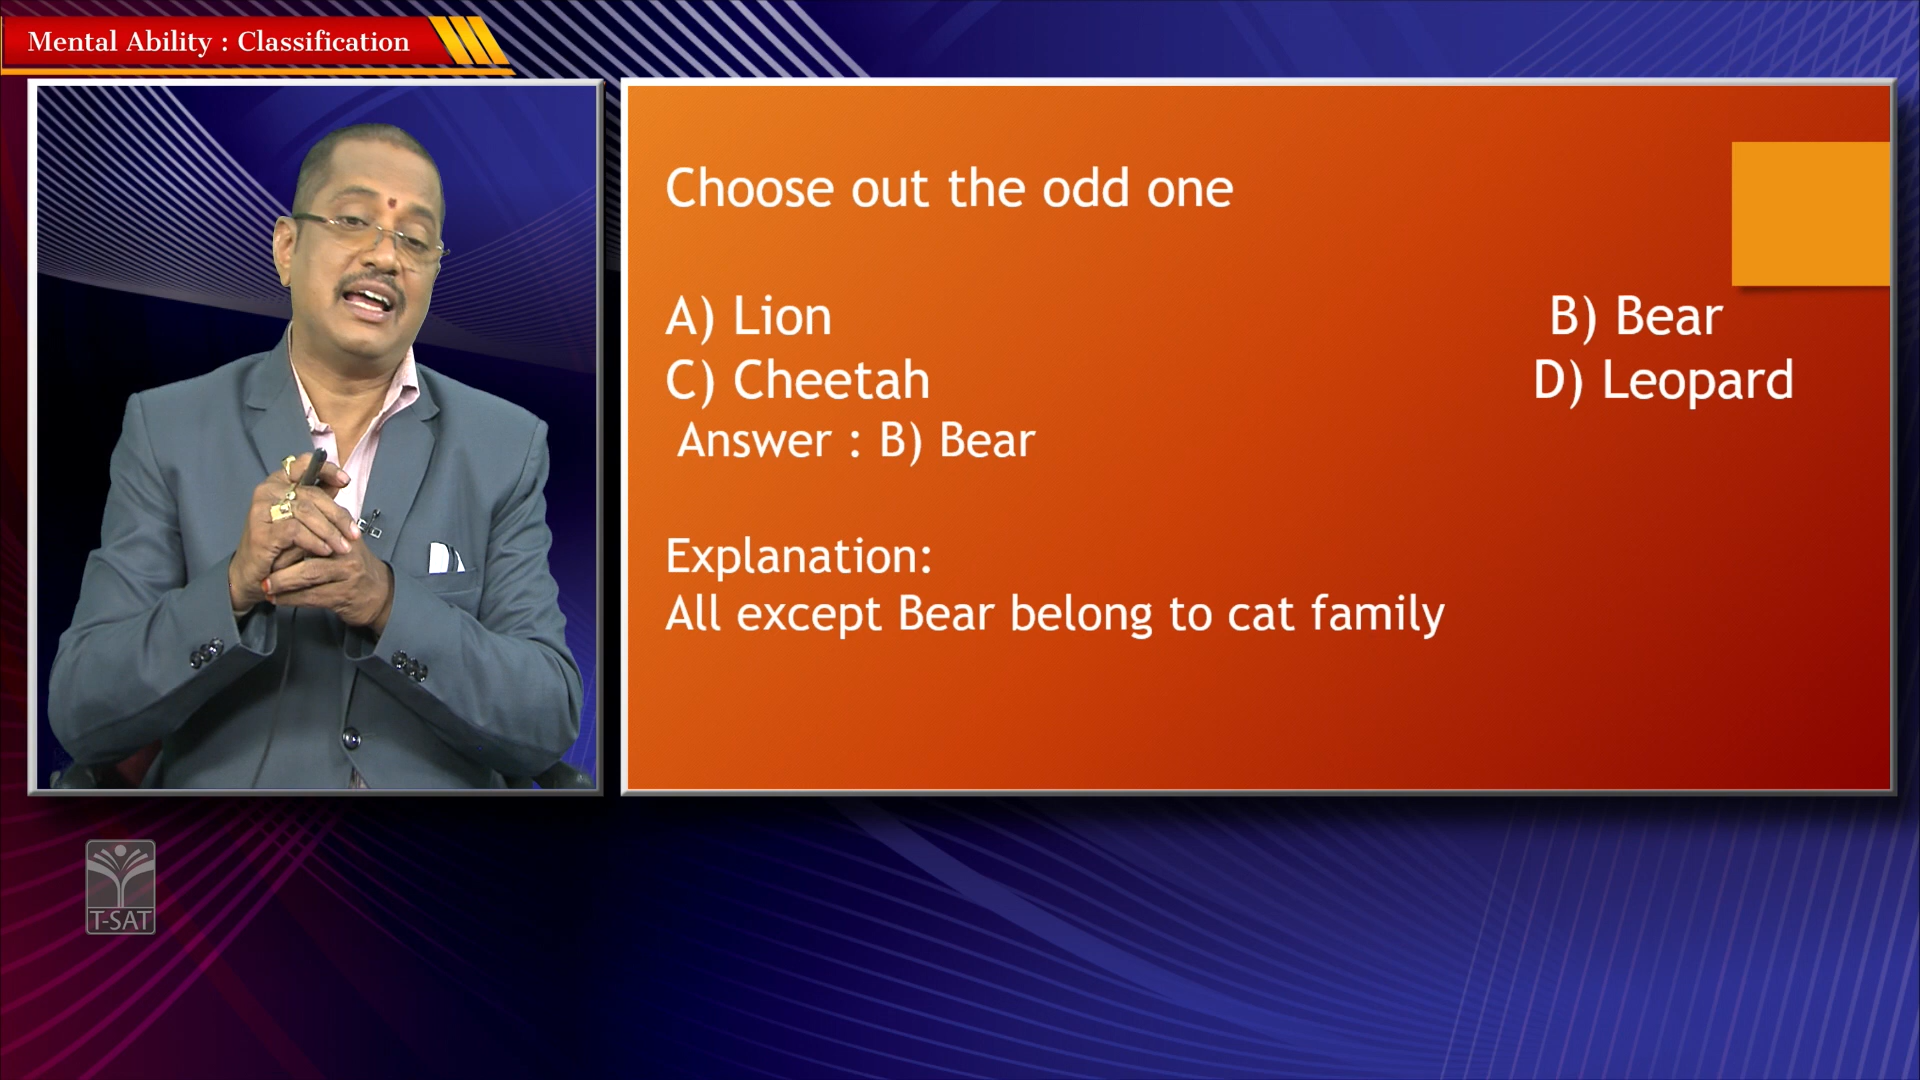 Mental Ability : Classification
Choose out the odd one
A) Lion B) Bear
C) Cheetah D) Leopard
Answer : B) Bear
Explanation:
All except Bear belong to cat family
T-SAT